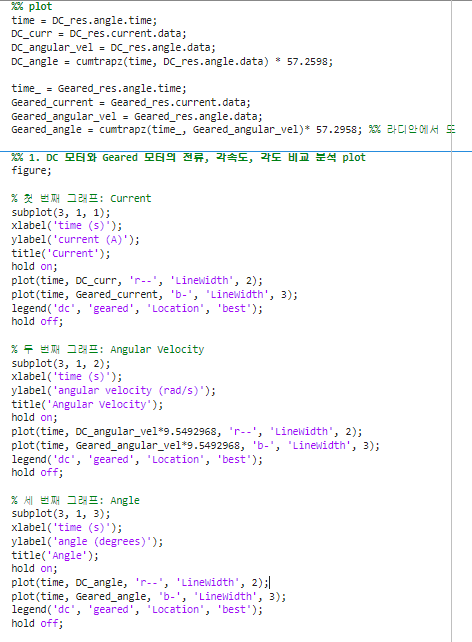 %% plot
time = DC_res.angle.time;
DC_curr = DC_res.current.data;
DC_angular_vel = DC_res.angle.data;
DC_angle = cumtrapz(time, DC_res.angle.data) * 57.2598;
time_ = Geared_res.angle.time;
Geared_current = Geared_res.current.data;
Geared_angular_vel = Geared_res.angle.data;
Geared_angle = cumtrapz(time_, Geared_angular_vel)* 57.2958; %% 라디안에서 도
%% 1. DC 모터와 Geared 모터의 전류, 각속도, 각도 비교 분석 plot
figure;
% 첫 번째 그래프: Current
subplot(3, 1, 1);
xlabel('time (s)');
ylabel('current (A)');
title('Current');
hold on;
plot(time, DC_curr, 'r--', 'LineWidth', 2);
plot(time, Geared_current, 'b-', 'LineWidth', 3);
legend('dc', 'geared', 'Location', 'best');
hold off;
% 두 번째 그래프: Angular Velocity
subplot(3, 1, 2);
xlabel('time (s)');
ylabel('angular velocity (rad/s)');
title('Angular Velocity');
hold on;
plot(time, DC_angular_vel*9.5492968, 'r--', 'LineWidth', 2);
plot(time, Geared_angular_vel*9.5492968, 'b-', 'LineWidth', 3);
legend('dc', 'geared', 'Location', 'best');
hold off;
% 세 번째 그래프: Angle
subplot(3, 1, 3);
xlabel('time (s)');
ylabel('angle (degrees)');
title('Angle');
hold on;
plot(time, DC_angle, 'r--', 'LineWidth', 2);
plot(time, Geared_angle, 'b-', 'LineWidth', 3);
legend('dc', 'geared', 'Location', 'best');
hold off;